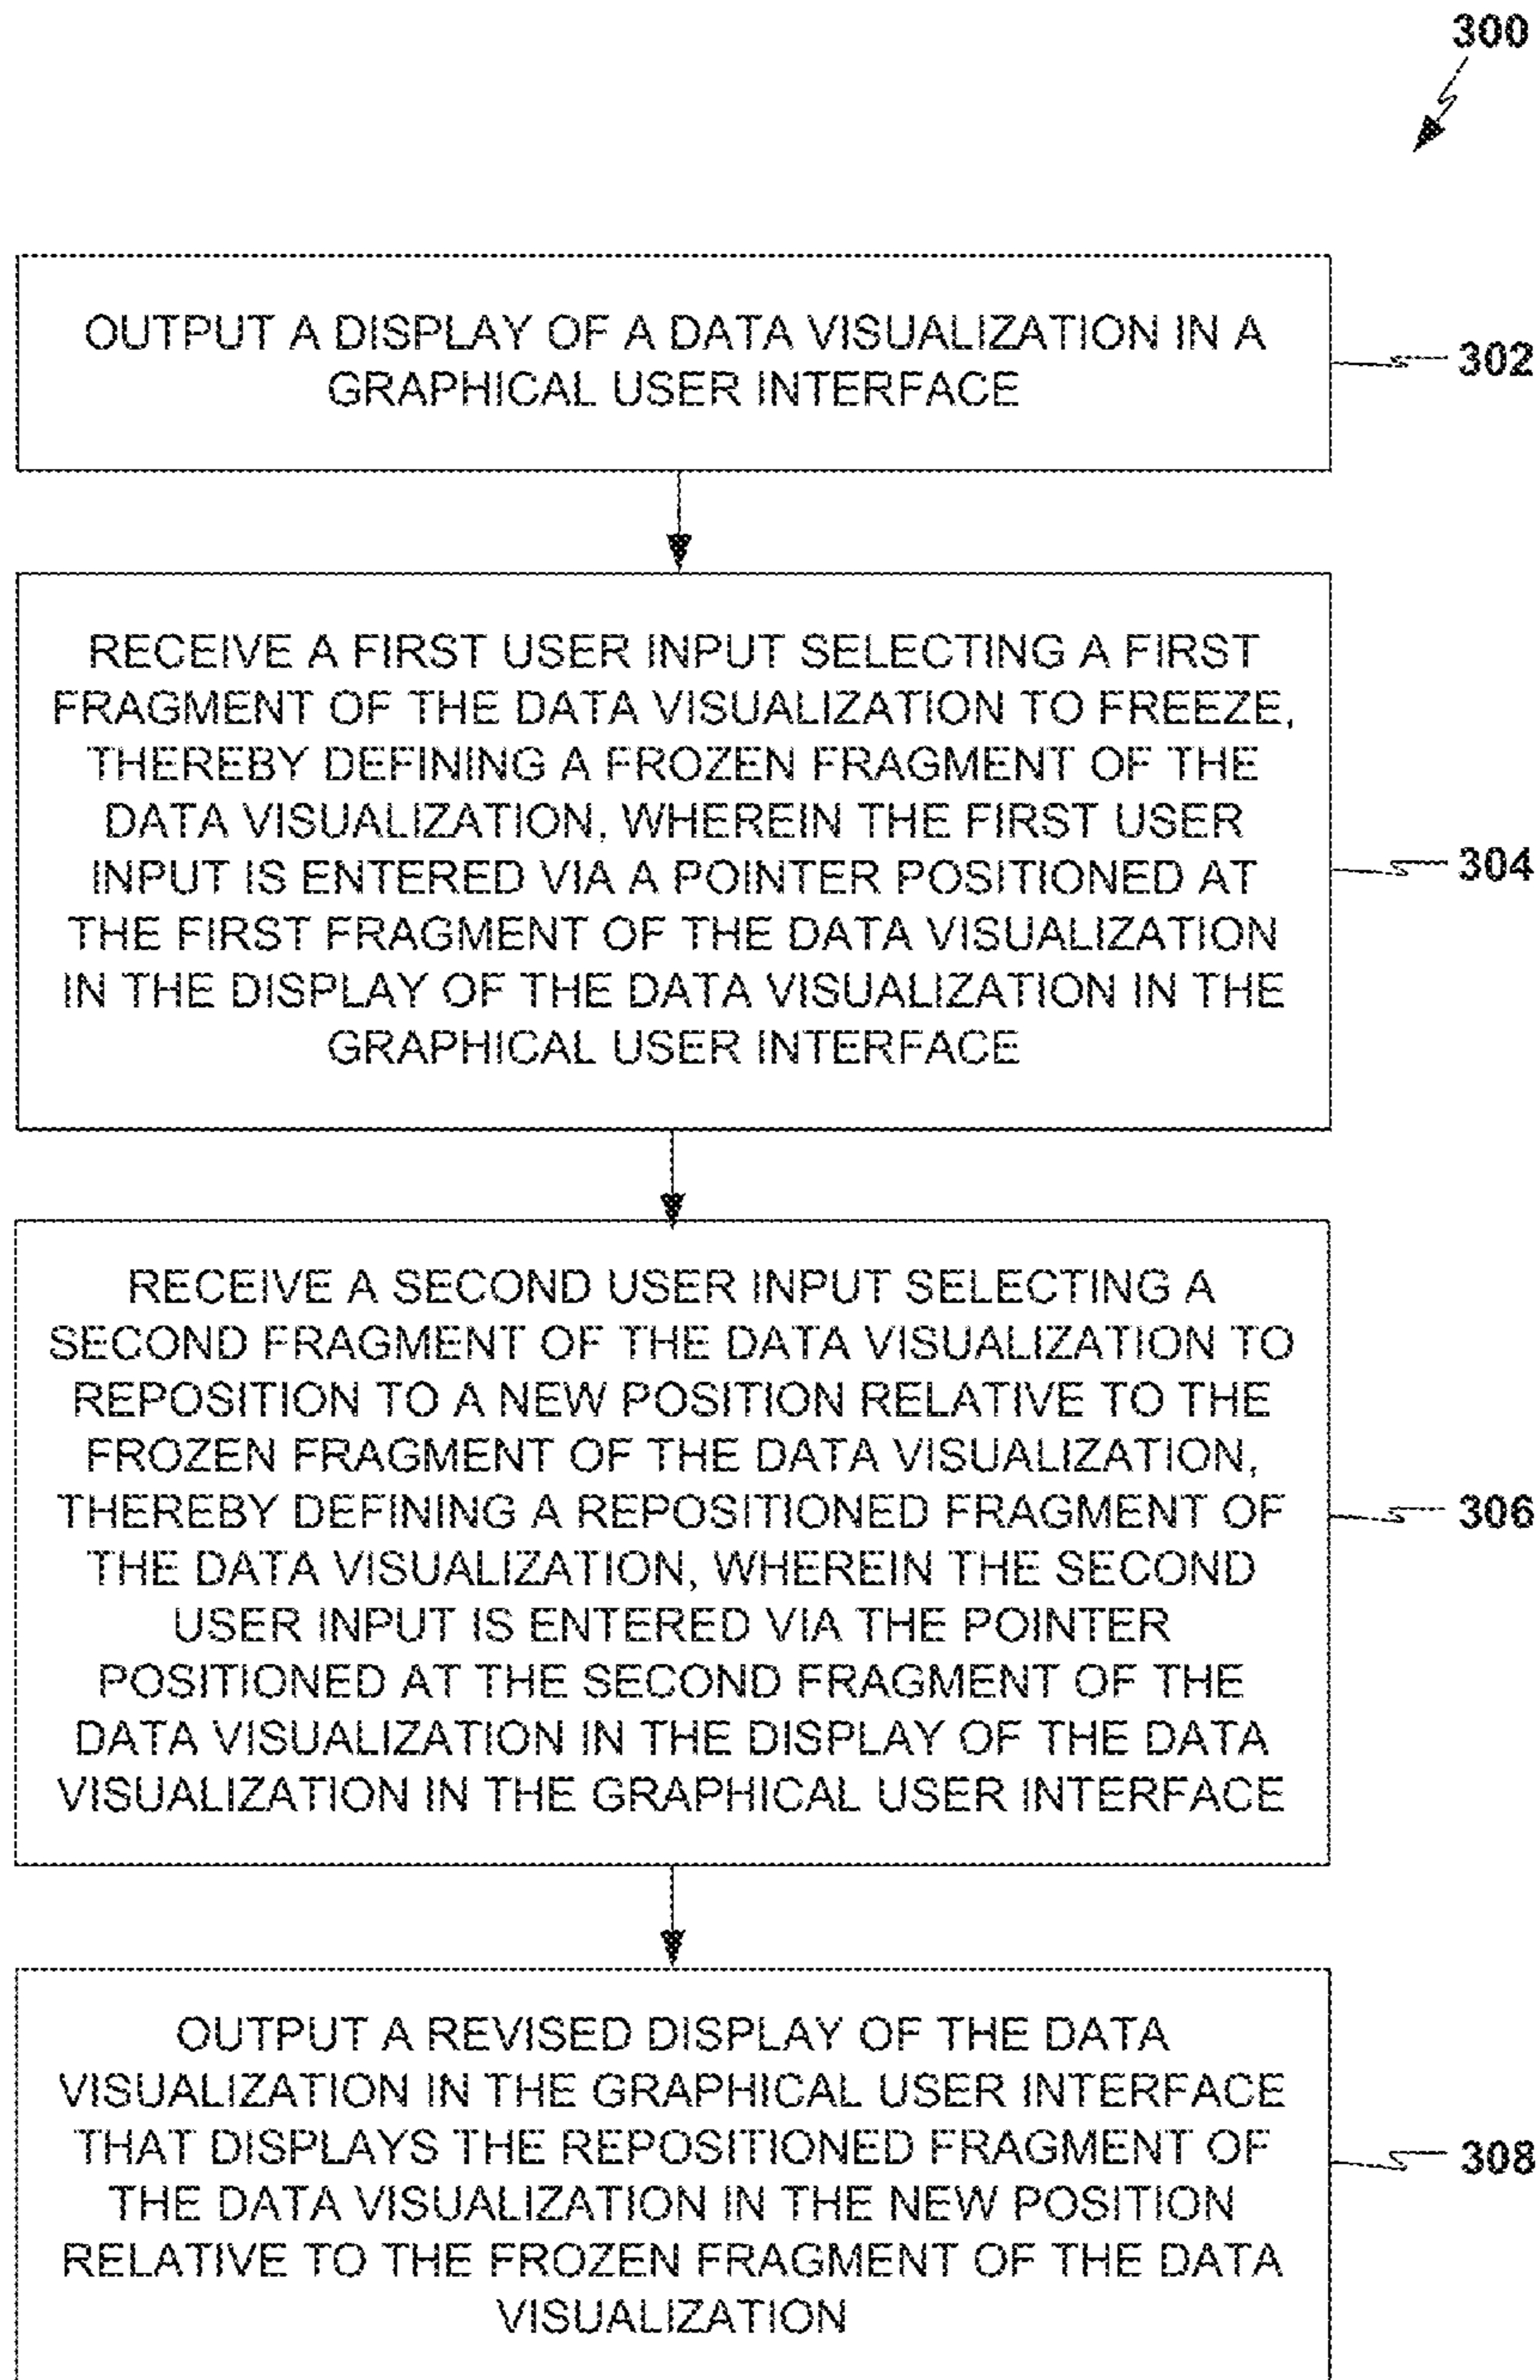 300
OUTPUT A DISPLAY OF A DATA VISUALIZATION IN A
GRAPHICAL USER INTERFACE
302
RECEIVE A FIRST USER INPUT SELECTING A FIRST
FRAGMENT OF THE DATA VISUALIZATION TO FREEZE,
THEREBY DEFINING A FROZEN FRAGMENT OF THE
DATA VISUALIZATION, WHEREIN THE FIRST USER
INPUT IS ENTERED VIA A POINTER POSITIONED AT
THE FIRST FRAGMENT OF THE DATA VISUALIZATION
IN THE DISPLAY OF THE DATA VISUALIZATION IN THE
GRAPHICAL USER INTERFACE
304
RECEIVE A SECOND USER INPUT SELECTING A
SECOND FRAGMENT OF THE DATA VISUALIZATION TO
REPOSITION TO A NEW POSITION RELATIVE TO THE
FROZEN FRAGMENT OF THE DATA VISUALIZATION,
THEREBY DEFINING A REPOSITIONED FRAGMENT OF
THE DATA VISUALIZATION, WHEREIN THE SECOND
USER INPUT IS ENTERED VIA THE POINTER
POSITIONED AT THE SECOND FRAGMENT OF THE
DATA VISUALIZATION IN THE DISPLAY OF THE DATA
VISUALIZATION IN THE GRAPHICAL USER INTERFACE
306
OUTPUT A REVISED DISPLAY OF THE DATA
VISUALIZATION IN THE GRAPHICAL USER INTERFACE
THAT DISPLAYS THE REPOSITIONED FRAGMENT OF
THE DATA VISUALIZATION IN THE NEW POSITION
RELATIVE TO THE FROZEN FRAGMENT OF THE DATA
VISUALIZATION
308